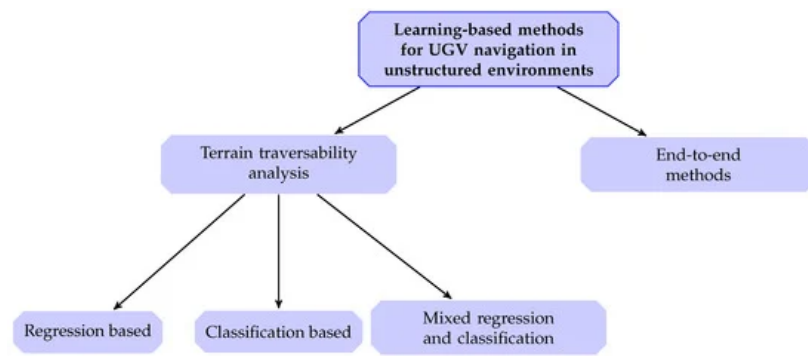 Learning-based methods
for UGV navigation in
unstructured environments
Terrain traversability
analysis
End-to-end
methods
Regression based
Classification based
Mixed regression
and classification